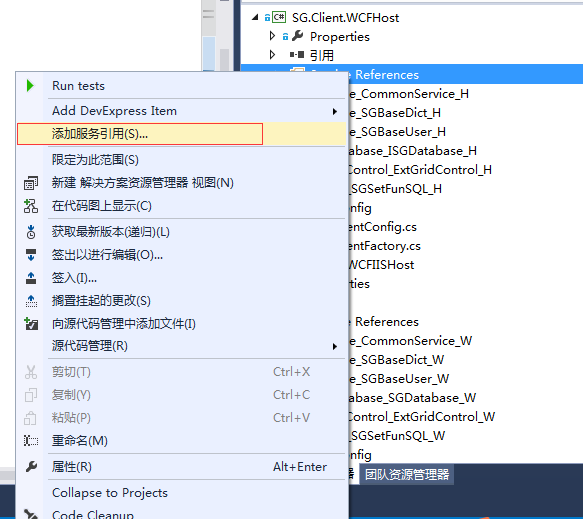 SG.Client.WCFHost
Properties
引用
References
Run tests
Add DevExpress Item
添加服务引用(S)...
限定为此范围(S)
新建 解决方案资源管理器 视图(N)
在代码图上显示(C)
获取最新版本(递归)(L)
签出以进行编辑(O)...
签入(I)...
搁置挂起的更改(S)
向源代码管理中添加文件(I)
源代码管理(R)
剪切(T) Ctrl+X
复制(Y) Ctrl+C
粘贴(P) Ctrl+V
重命名(M)
属性(R) Alt+Enter
Collapse to Projects
Code Cleanup
e_CommonService_H
e_SGBaseDict_H
e_SGBaseUser_H
tabase_ISGDatabase_H
Control_ExtGridControl_H
_SGSetFunSQL_H
nfig
entConfig.cs
entFactory.cs
WCFIISHost
ties
References
e_CommonService_W
e_SGBaseDict_W
e_SGBaseUser_W
abase_SGDatabase_W
Control_ExtGridControl_W
_SGSetFunSQL_W
nfig
团队资源管理器